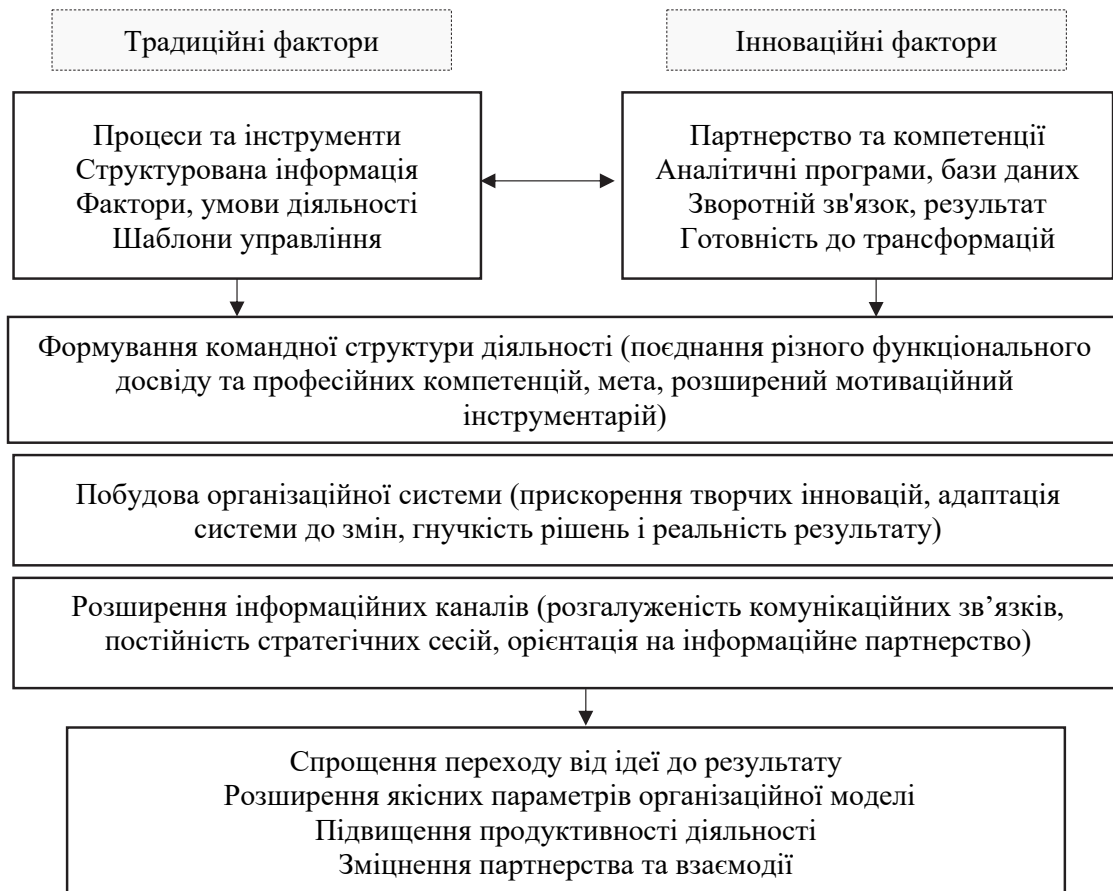 Традиційні фактори
Інноваційні фактори
Процеси та інструменти
Структурована інформація
Фактори, умови діяльності
Шаблони управління
Партнерство та компетенції
Аналітичні програми, бази даних
Зворотній зв'язок, результат
Готовність до трансформацій
Формування командної структури діяльності (поєднання різного функціонального
досвіду та професійних компетенцій, мета, розширений мотиваційний
інструментарій)
Побудова організаційної системи (прискорення творчих інновацій, адаптація
системи до змін, гнучкість рішень і реальність результату)
Розширення інформаційних каналів (розгалуженість комунікаційних зв’язків,
постійність стратегічних сесій, орієнтація на інформаційне партнерство)
Спрощення переходу від ідеї до результату
Розширення якісних параметрів організаційної моделі
Підвищення продуктивності діяльності
Зміцнення партнерства та взаємодії